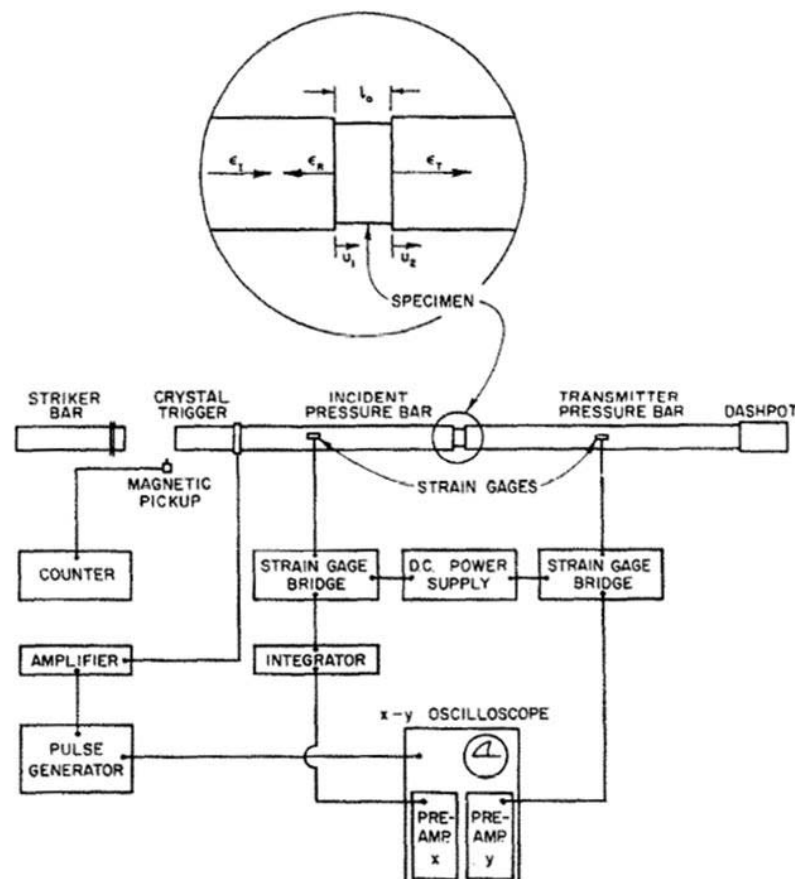 l₀
ϵ_I
ϵ_R
ϵ_T
u₁
u₂
SPECIMEN
STRIKER
BAR
CRYSTAL
TRIGGER
INCIDENT
PRESSURE BAR
TRANSMITTER
PRESSURE BAR
DASHPOT
MAGNETIC
PICKUP
STRAIN GAGES
COUNTER
STRAIN GAGE
BRIDGE
D.C. POWER
SUPPLY
STRAIN GAGE
BRIDGE
AMPLIFIER
INTEGRATOR
x-y OSCILLOSCOPE
PULSE
GENERATOR
PRE-
AMP.
x
PRE-
AMP.
y